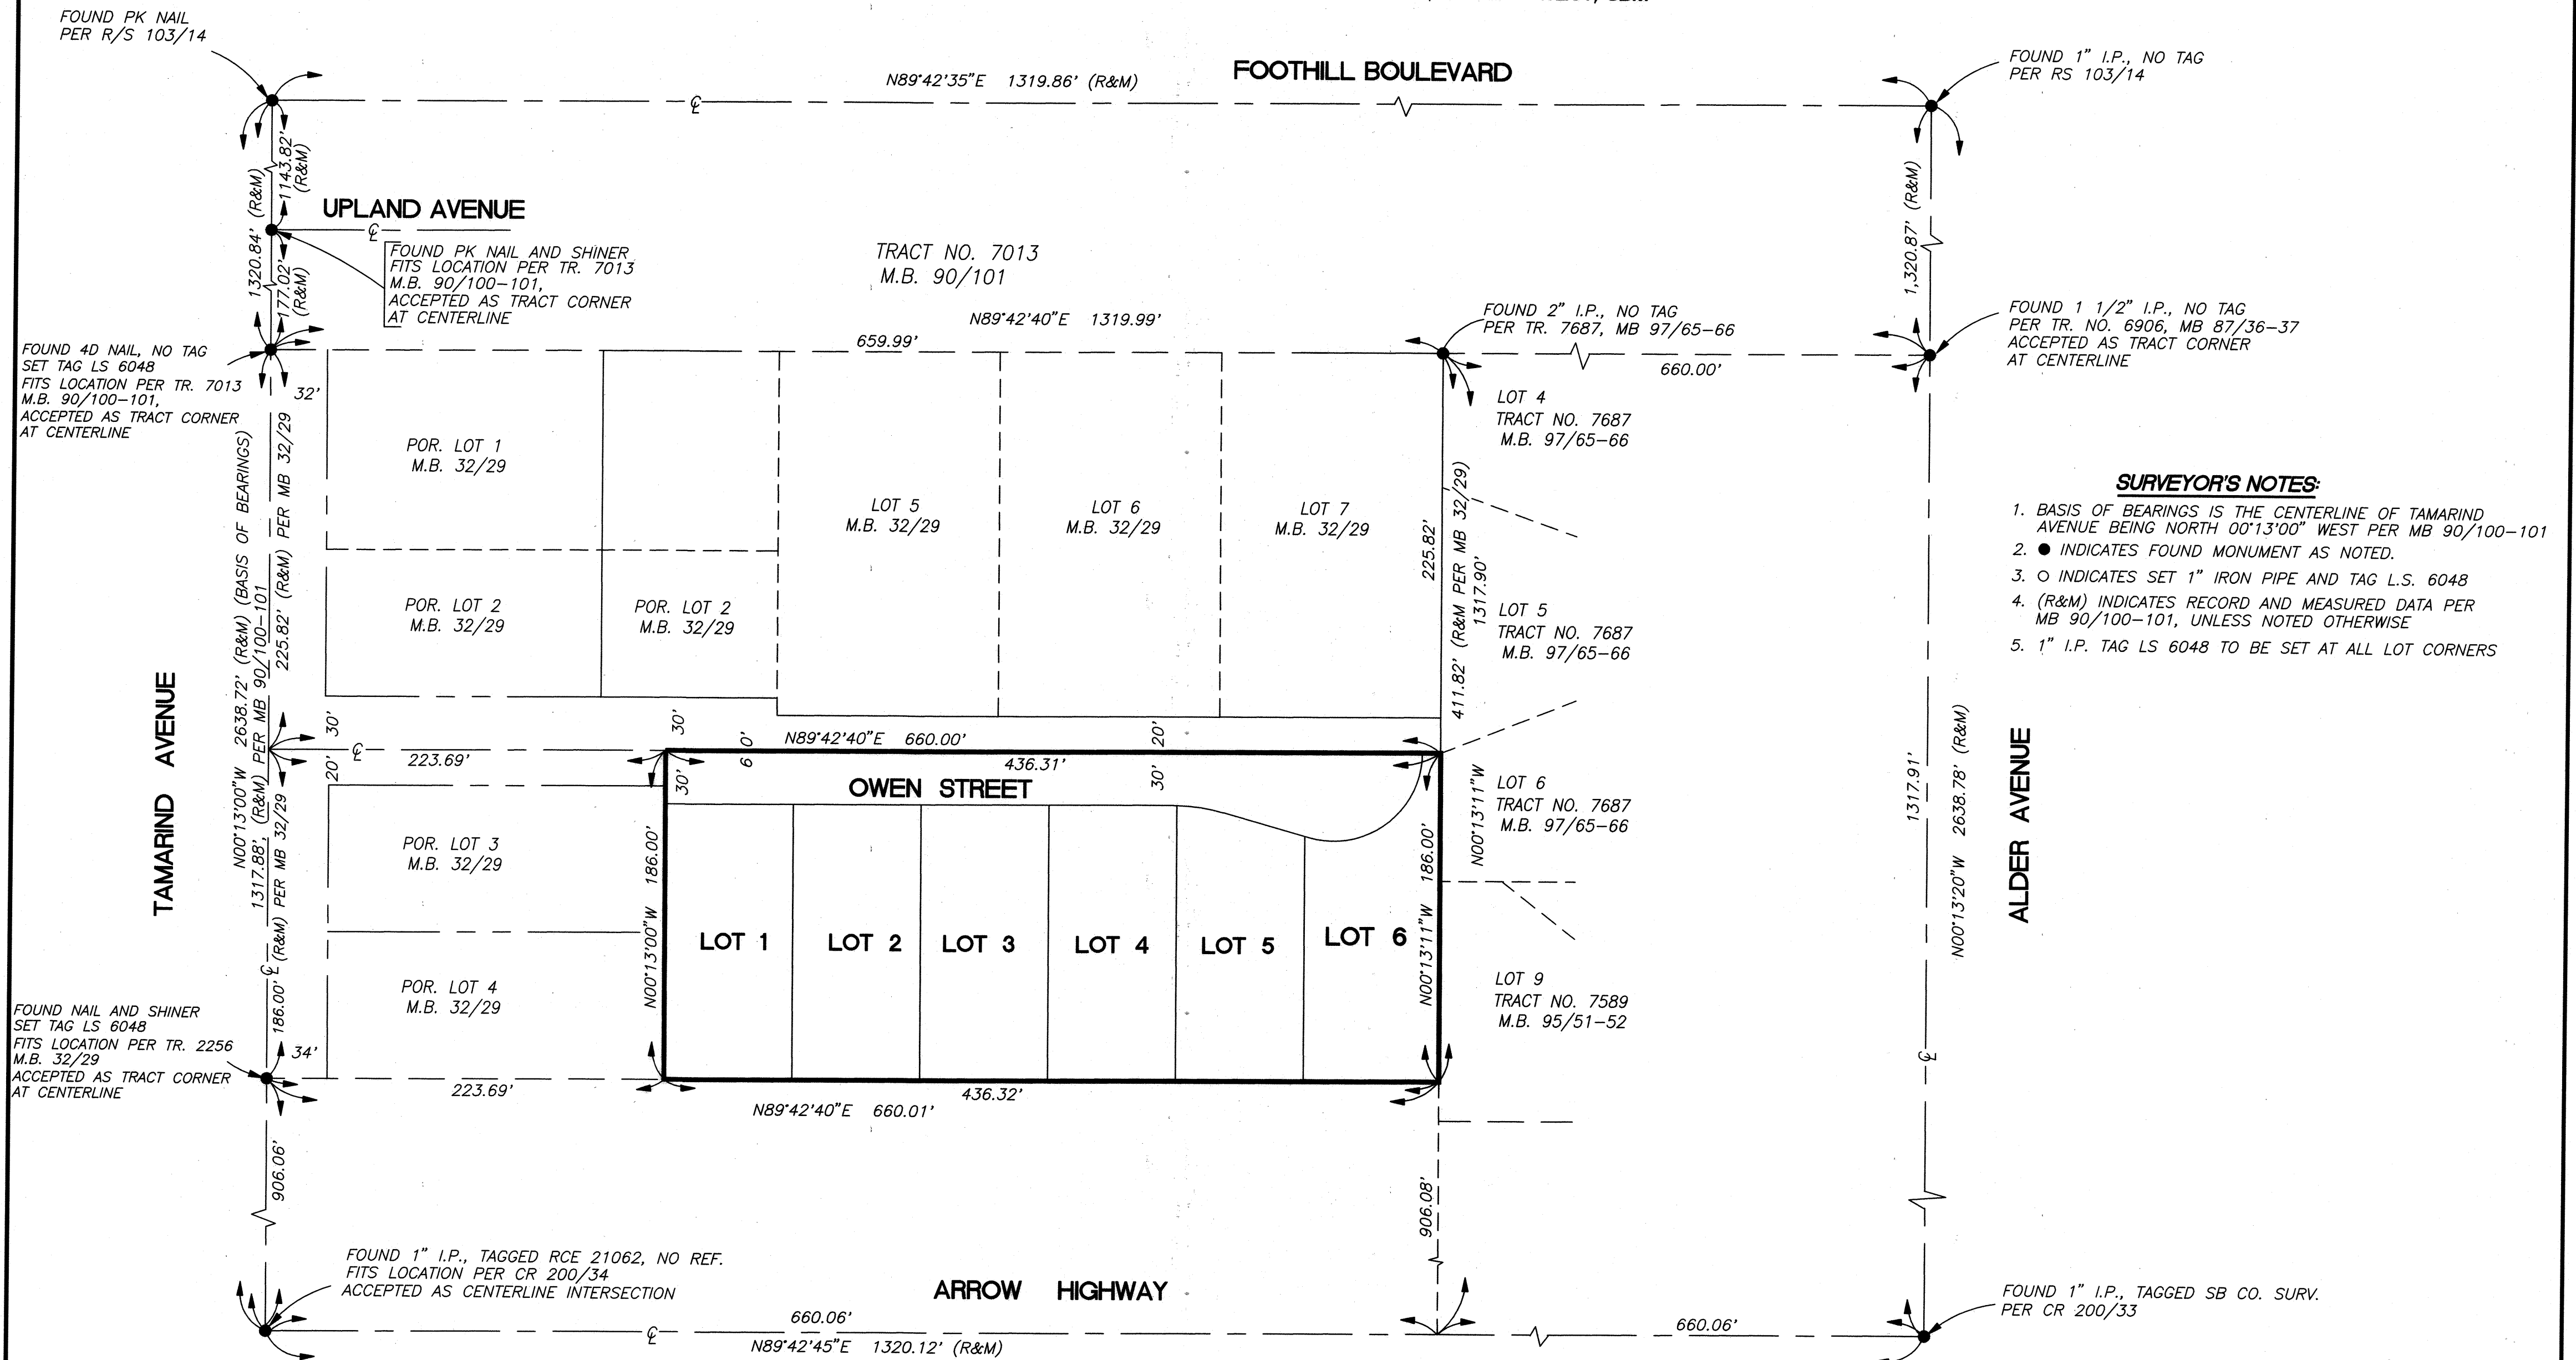 FOUND PK NAIL
PER R/S 103/14
N89°42'35"E 1319.86' (R&M)
FOOTHILL BOULEVARD
FOUND 1" I.P., NO TAG
PER RS 103/14
1320.84' (R&M)
1143.82'
(R&M)
177.02'
(R&M)
UPLAND AVENUE
FOUND PK NAIL AND SHINER
FITS LOCATION PER TR. 7013
M.B. 90/100-101,
ACCEPTED AS TRACT CORNER
AT CENTERLINE
TRACT NO. 7013
M.B. 90/101
1,320.87' (R&M)
N89°42'40"E 1319.99'
659.99'
FOUND 2" I.P., NO TAG
PER TR. 7687, MB 97/65-66
660.00'
FOUND 1 1/2" I.P., NO TAG
PER TR. NO. 6906, MB 87/36-37
ACCEPTED AS TRACT CORNER
AT CENTERLINE
FOUND 4D NAIL, NO TAG
SET TAG LS 6048
FITS LOCATION PER TR. 7013
M.B. 90/100-101,
ACCEPTED AS TRACT CORNER
AT CENTERLINE
32'
POR. LOT 1
M.B. 32/29
LOT 5
M.B. 32/29
LOT 6
M.B. 32/29
LOT 7
M.B. 32/29
POR. LOT 2
M.B. 32/29
POR. LOT 2
M.B. 32/29
225.82'
411.82' (R&M PER MB 32/29)
1317.90'
LOT 4
TRACT NO. 7687
M.B. 97/65-66
LOT 5
TRACT NO. 7687
M.B. 97/65-66
SURVEYOR'S NOTES:
1. BASIS OF BEARINGS IS THE CENTERLINE OF TAMARIND
AVENUE BEING NORTH 00°13'00" WEST PER MB 90/100-101
2. ● INDICATES FOUND MONUMENT AS NOTED.
3. ○ INDICATES SET 1" IRON PIPE AND TAG L.S. 6048
4. (R&M) INDICATES RECORD AND MEASURED DATA PER
MB 90/100-101, UNLESS NOTED OTHERWISE
5. 1" I.P. TAG LS 6048 TO BE SET AT ALL LOT CORNERS
TAMARIND AVENUE
N00°13'00"W 2638.72' (R&M) (BASIS OF BEARINGS)
1317.88' (R&M) PER MB 90/100-101
225.82' (R&M) PER MB 32/29
186.00' (R&M) PER MB 32/29
30'
20'
223.69'
30'
30'
60'
N89°42'40"E 660.00'
436.31'
20'
30'
OWEN STREET
POR. LOT 3
M.B. 32/29
POR. LOT 4
M.B. 32/29
N00°13'00"W 186.00'
LOT 1
LOT 2
LOT 3
LOT 4
LOT 5
LOT 6
N00°13'11"W 186.00'
N00°13'11"W
LOT 6
TRACT NO. 7687
M.B. 97/65-66
LOT 9
TRACT NO. 7589
M.B. 95/51-52
1317.91'
N00°13'20"W 2638.78' (R&M)
ALDER AVENUE
FOUND NAIL AND SHINER
SET TAG LS 6048
FITS LOCATION PER TR. 2256
M.B. 32/29
ACCEPTED AS TRACT CORNER
AT CENTERLINE
34'
223.69'
436.32'
N89°42'40"E 660.01'
906.06'
906.08'
FOUND 1" I.P., TAGGED RCE 21062, NO REF.
FITS LOCATION PER CR 200/34
ACCEPTED AS CENTERLINE INTERSECTION
ARROW HIGHWAY
660.06'
N89°42'45"E 1320.12' (R&M)
660.06'
FOUND 1" I.P., TAGGED SB CO. SURV.
PER CR 200/33